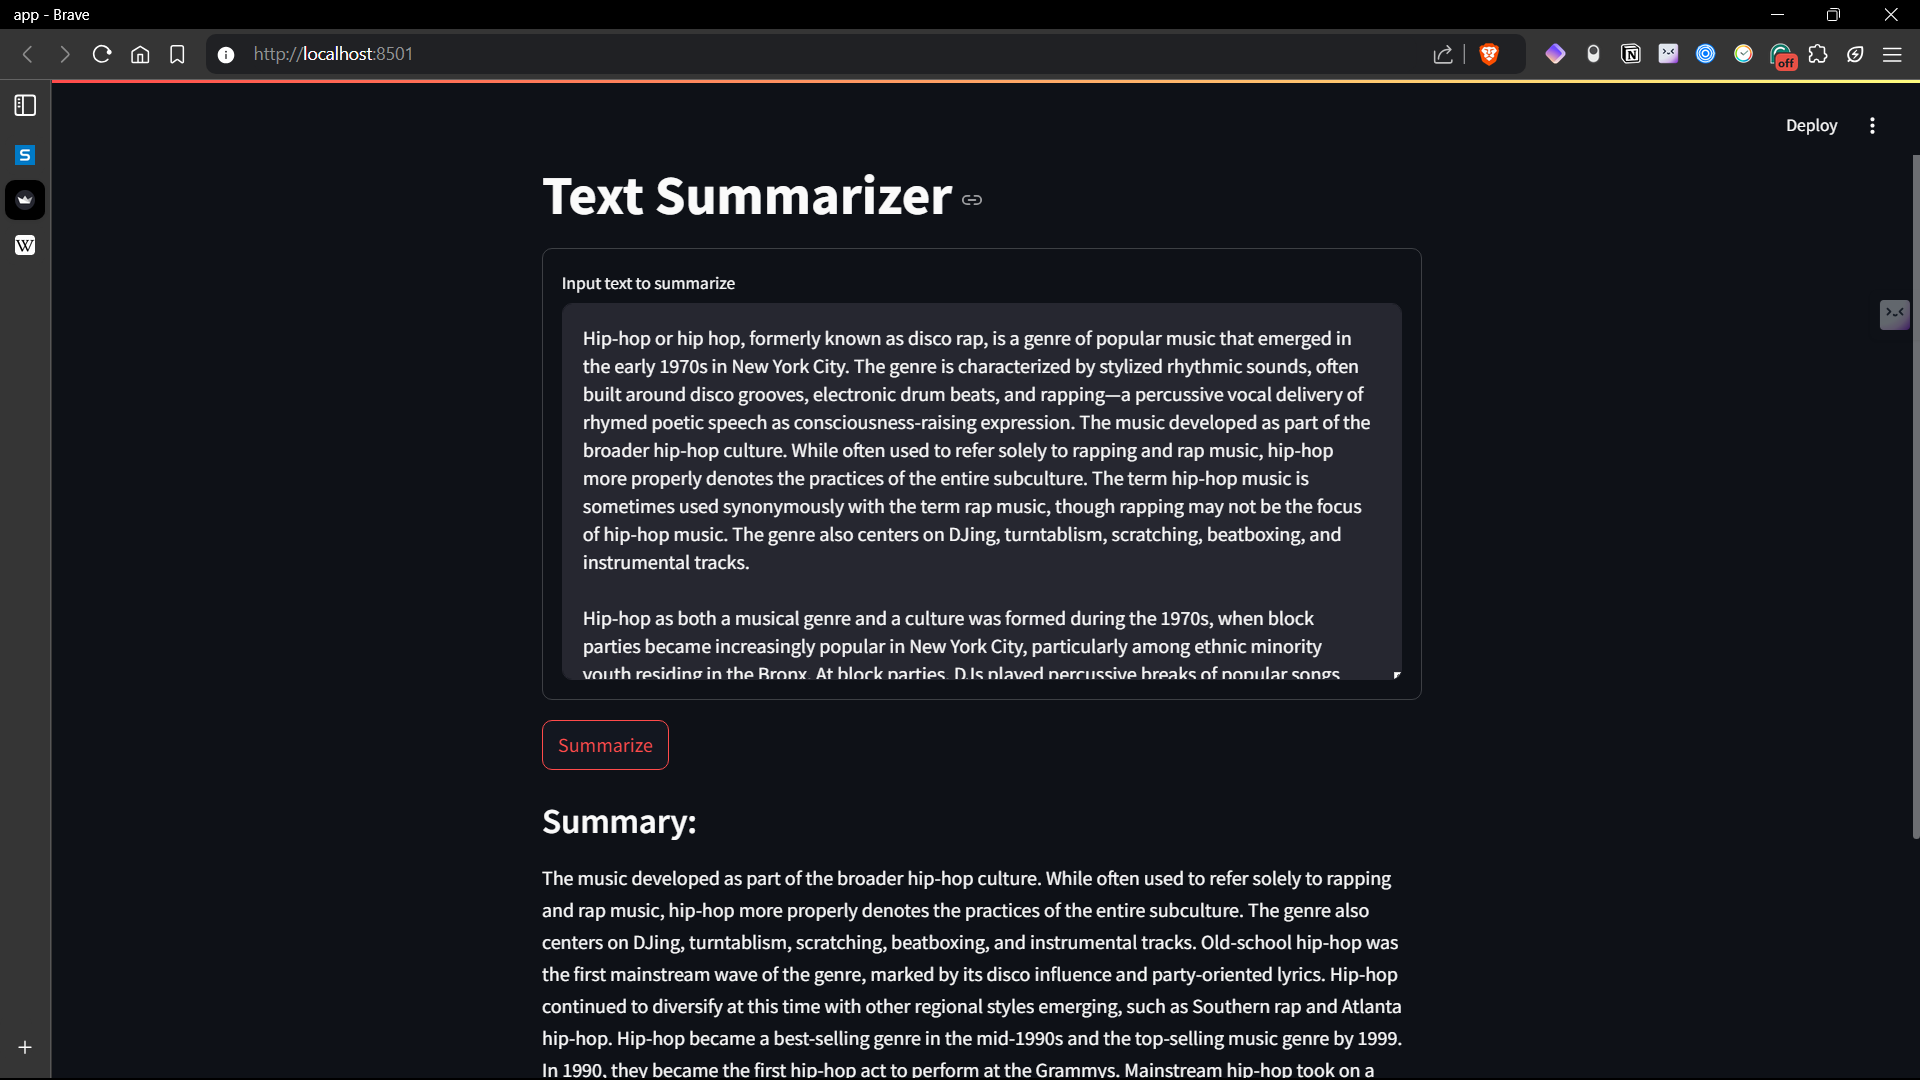 app - Brave
http://localhost:8501
off
Deploy
S
W
Text Summarizer
Input text to summarize
Hip-hop or hip hop, formerly known as disco rap, is a genre of popular music that emerged in
the early 1970s in New York City. The genre is characterized by stylized rhythmic sounds, often
built around disco grooves, electronic drum beats, and rapping—a percussive vocal delivery of
rhymed poetic speech as consciousness-raising expression. The music developed as part of the
broader hip-hop culture. While often used to refer solely to rapping and rap music, hip-hop
more properly denotes the practices of the entire subculture. The term hip-hop music is
sometimes used synonymously with the term rap music, though rapping may not be the focus
of hip-hop music. The genre also centers on DJing, turntablism, scratching, beatboxing, and
instrumental tracks.
Hip-hop as both a musical genre and a culture was formed during the 1970s, when block
parties became increasingly popular in New York City, particularly among ethnic minority
youth residing in the Bronx. At block parties, DJs played percussive breaks of popular songs
Summarize
Summary:
The music developed as part of the broader hip-hop culture. While often used to refer solely to rapping
and rap music, hip-hop more properly denotes the practices of the entire subculture. The genre also
centers on DJing, turntablism, scratching, beatboxing, and instrumental tracks. Old-school hip-hop was
the first mainstream wave of the genre, marked by its disco influence and party-oriented lyrics. Hip-hop
continued to diversify at this time with other regional styles emerging, such as Southern rap and Atlanta
hip-hop. Hip-hop became a best-selling genre in the mid-1990s and the top-selling music genre by 1999.
In 1990, they became the first hip-hop act to perform at the Grammys. Mainstream hip-hop took on a